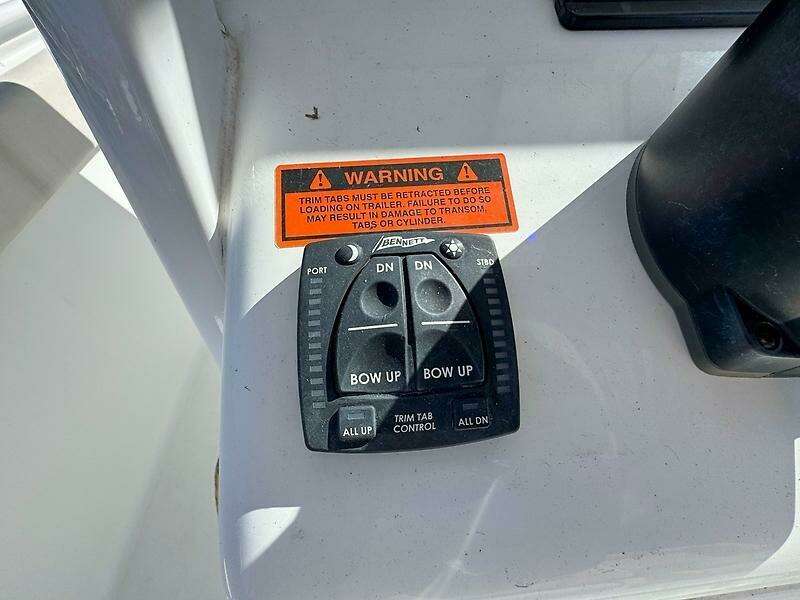 WARNING
TRIM TABS MUST BE RETRACTED BEFORE
LOADING ON TRAILER. FAILURE TO DO SO
MAY RESULT IN DAMAGE TO TRANSOM,
TABS OR CYLINDER.
BENNETT
PORT DN DN STBD
BOW UP BOW UP
ALL UP TRIM TAB CONTROL ALL DN